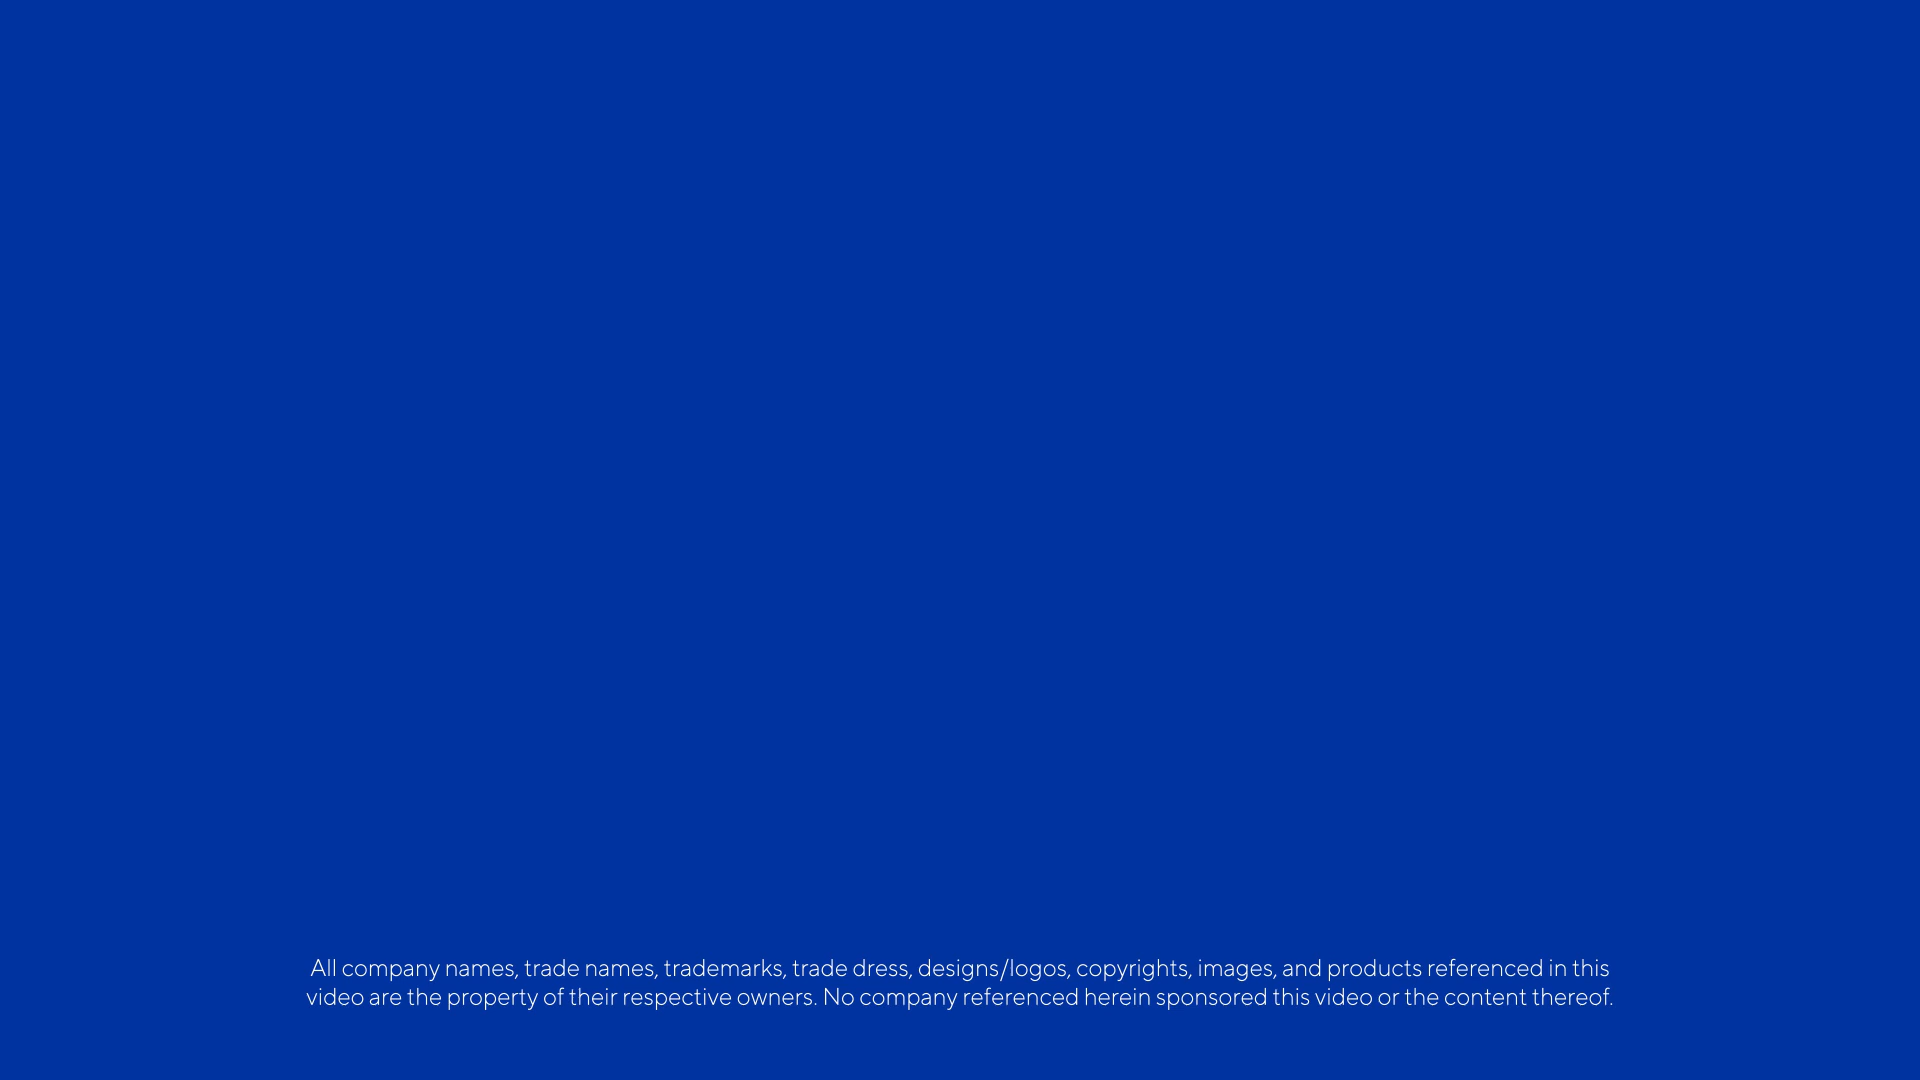 All company names, trade names, trademarks, trade dress, designs/logos, copyrights, images, and products referenced in this
video are the property of their respective owners. No company referenced herein sponsored this video or the content thereof.